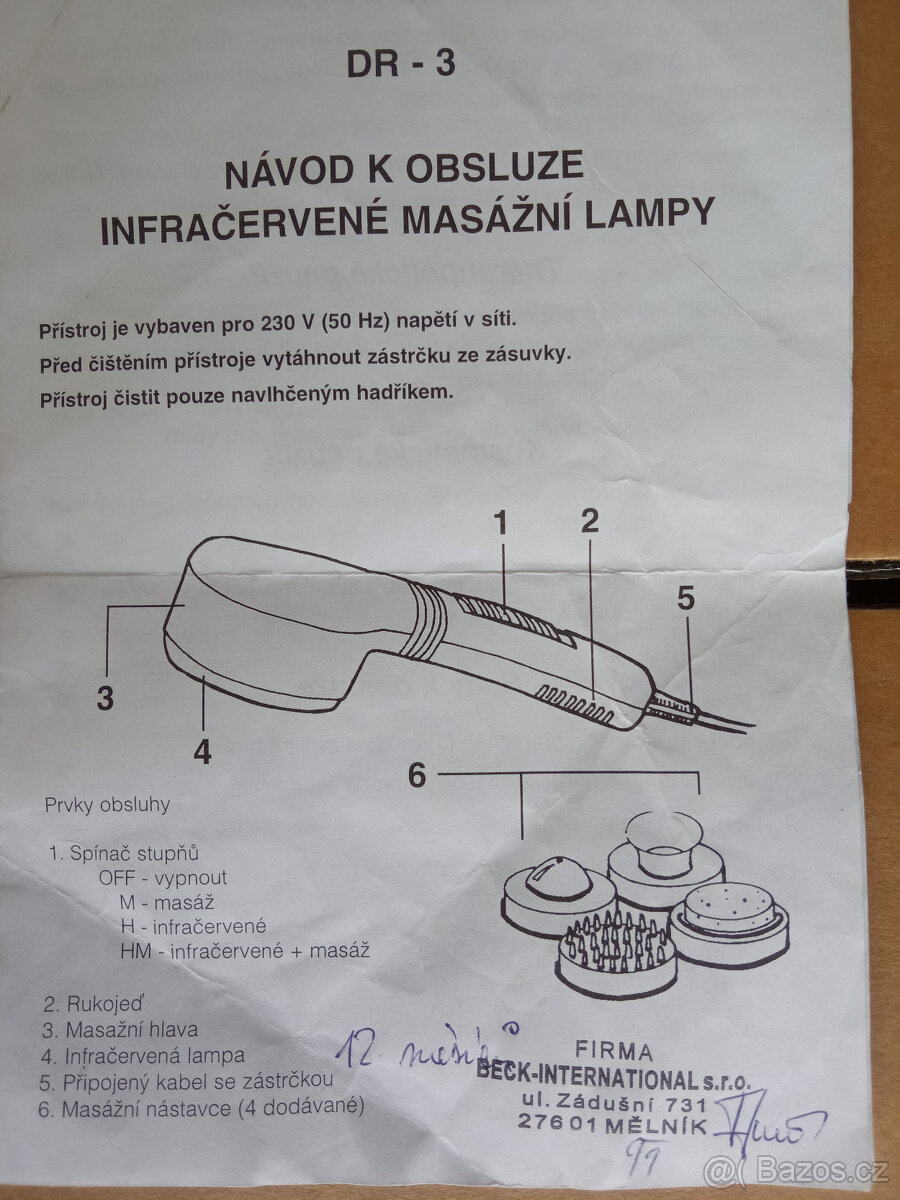 DR - 3
NÁVOD K OBSLUZE
INFRAČERVENÉ MASÁŽNÍ LAMPY
Přístroj je vybaven pro 230 V (50 Hz) napětí v síti.
Před čištěním přístroje vytáhnout zástrčku ze zásuvky.
Přístroj čistit pouze navlhčeným hadříkem.
1
2
5
3
4
6
Prvky obsluhy
1. Spínač stupňů
OFF - vypnout
M - masáž
H - infračervené
HM - infračervené + masáž
2. Rukojeď
3. Masažní hlava
4. Infračervená lampa
5. Připojený kabel se zástrčkou
6. Masážní nástavce (4 dodávané)
12 měsíců
FIRMA
BECK-INTERNATIONAL s.r.o.
ul. Zádušní 731
27601 MĚLNÍK
@ Bazos.cz